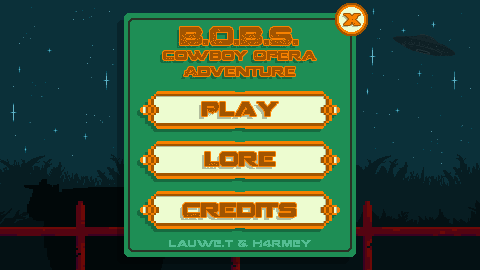 B.O.B.S.
COWBOY OPERA
ADVENTURE
X
PLAY
LORE
CREDITS
LAUWE.T & H4RMEY